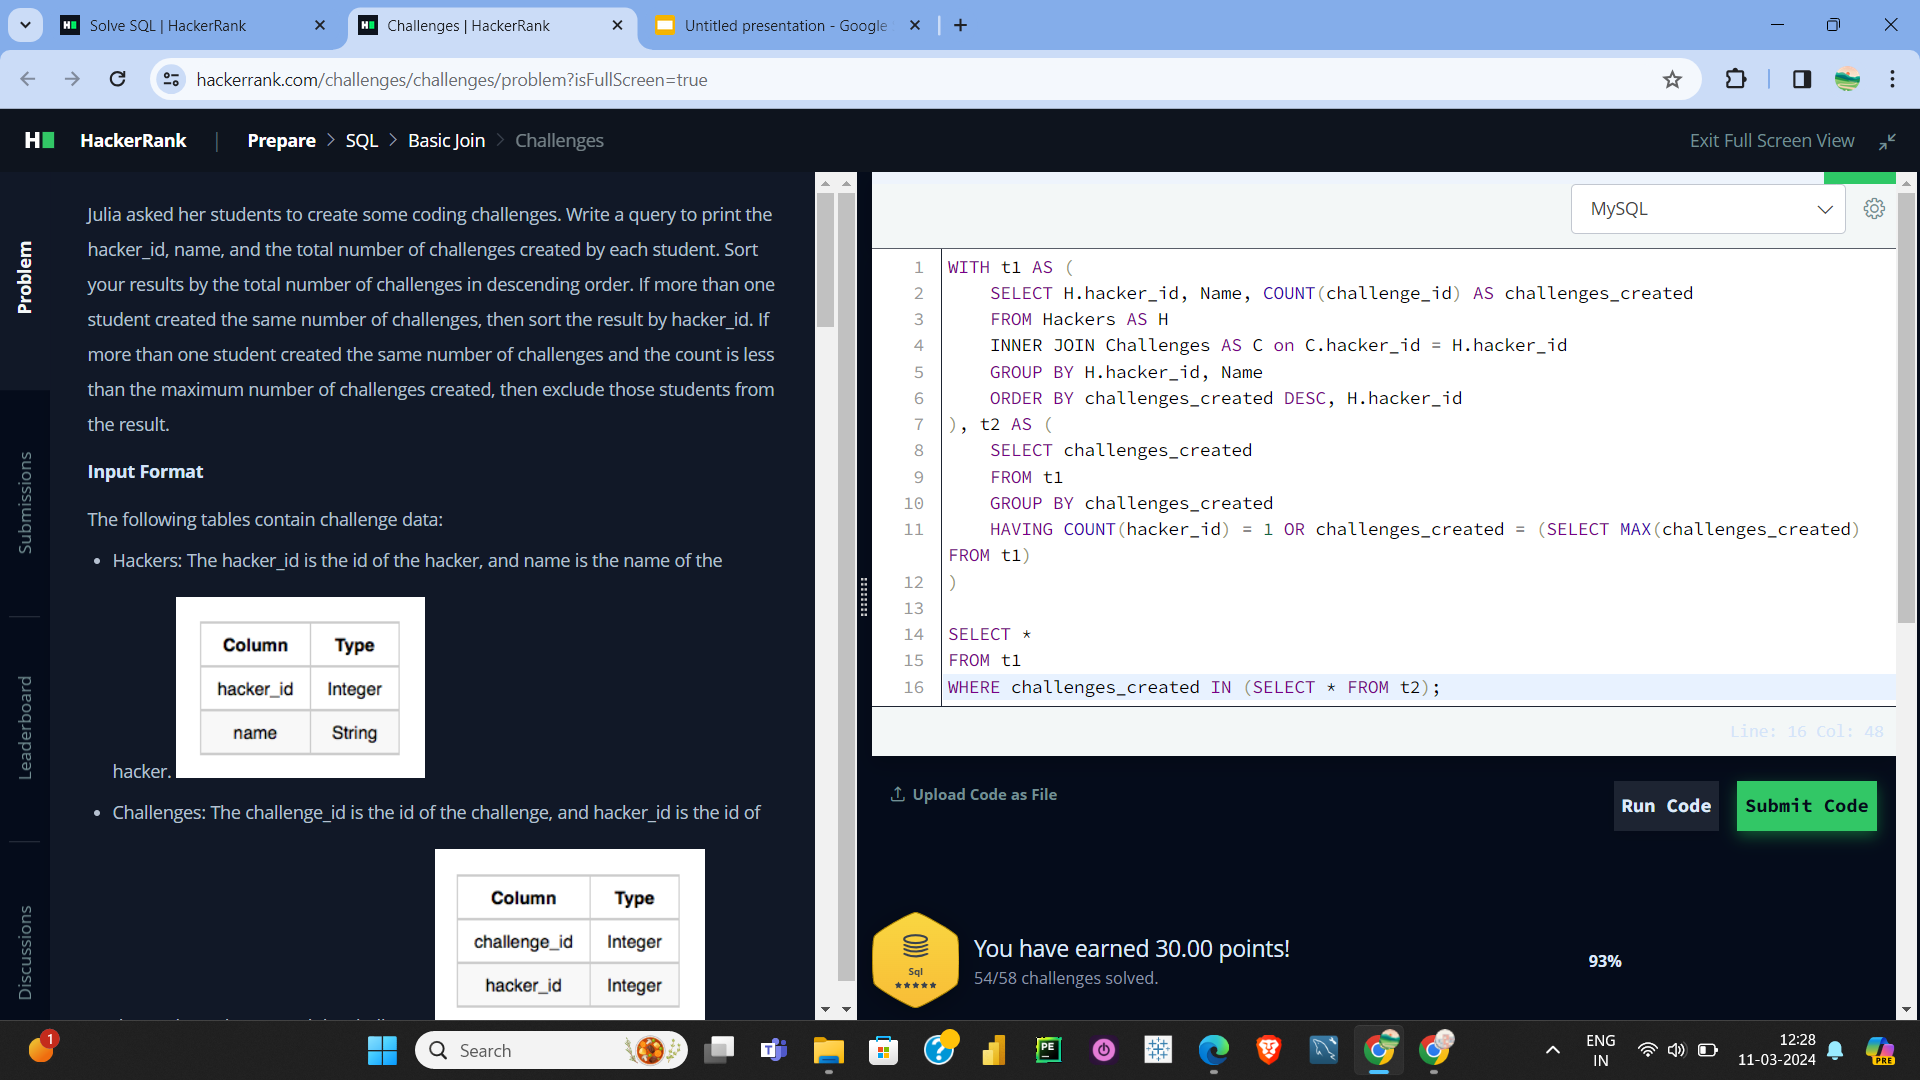 Solve SQL | HackerRank
Challenges | HackerRank
Untitled presentation - Google
hackerrank.com/challenges/challenges/problem?isFullScreen=true
HackerRank
Prepare > SQL > Basic Join > Challenges
Exit Full Screen View
Problem
Submissions
Leaderboard
Discussions
Julia asked her students to create some coding challenges. Write a query to print the
hacker_id, name, and the total number of challenges created by each student. Sort
your results by the total number of challenges in descending order. If more than one
student created the same number of challenges, then sort the result by hacker_id. If
more than one student created the same number of challenges and the count is less
than the maximum number of challenges created, then exclude those students from
the result.
Input Format
The following tables contain challenge data:
• Hackers: The hacker_id is the id of the hacker, and name is the name of the
Column Type
hacker_id Integer
name String
hacker.
• Challenges: The challenge_id is the id of the challenge, and hacker_id is the id of
Column Type
challenge_id Integer
hacker_id Integer
MySQL
1 WITH t1 AS (
2 SELECT H.hacker_id, Name, COUNT(challenge_id) AS challenges_created
3 FROM Hackers AS H
4 INNER JOIN Challenges AS C on C.hacker_id = H.hacker_id
5 GROUP BY H.hacker_id, Name
6 ORDER BY challenges_created DESC, H.hacker_id
7 ), t2 AS (
8 SELECT challenges_created
9 FROM t1
10 GROUP BY challenges_created
11 HAVING COUNT(hacker_id) = 1 OR challenges_created = (SELECT MAX(challenges_created)
FROM t1)
12 )
13
14 SELECT *
15 FROM t1
16 WHERE challenges_created IN (SELECT * FROM t2);
Line: 16 Col: 48
Upload Code as File
Run Code
Submit Code
Sql
You have earned 30.00 points!
54/58 challenges solved.
93%
1
Search
PE
ENG
IN
12:28
11-03-2024
PRE